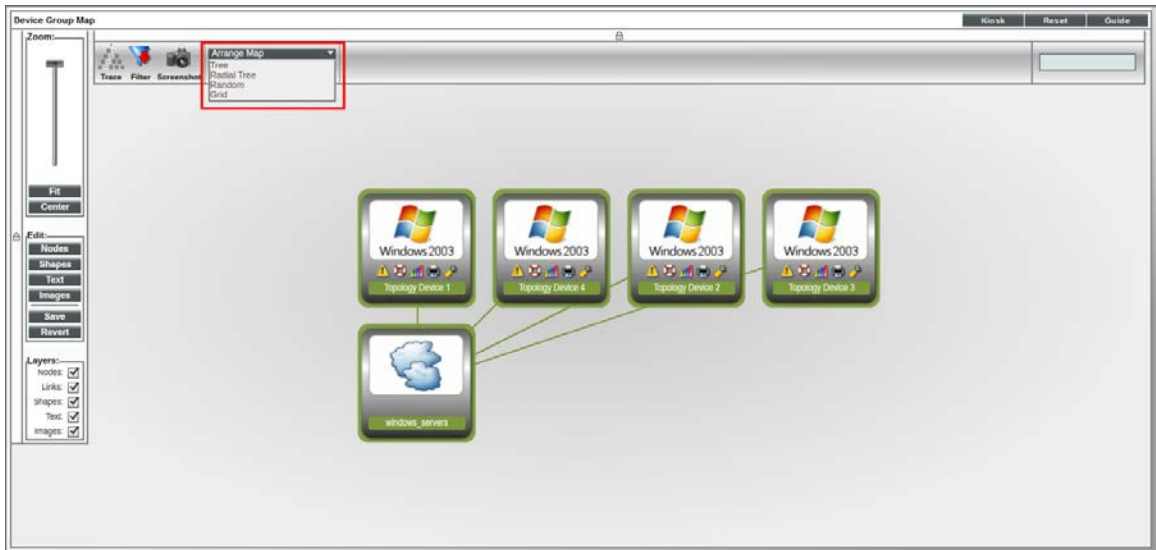 Device Group Map
Kiosk Reset Guide
Zoom:
Trace Filter Screenshot
Arrange Map
Tree
Radial Tree
Random
Grid
Fit
Center
Edit:
Nodes
Shapes
Text
Images
Save
Revert
Layers:
Nodes:
Links:
Shapes:
Text:
Images:
Windows 2003 Windows 2003 Windows 2003 Windows 2003
Topology Device 1 Topology Device 4 Topology Device 2 Topology Device 3
windows_servers